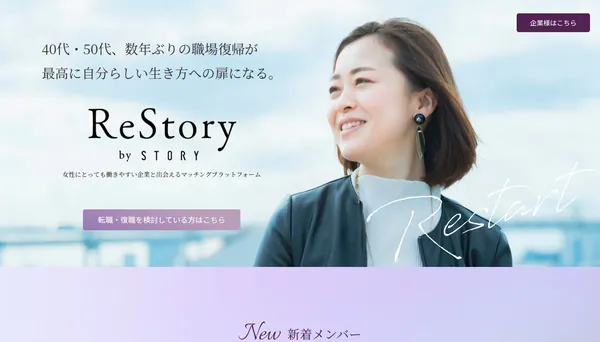 企業様はこちら
40代・50代、数年ぶりの職場復帰が
最高に自分らしい生き方への扉になる。
ReStory
by STORY
女性にとっても働きやすい企業と出会えるマッチングプラットフォーム
転職・復職を検討している方はこちら
Restart
New 新着メンバー